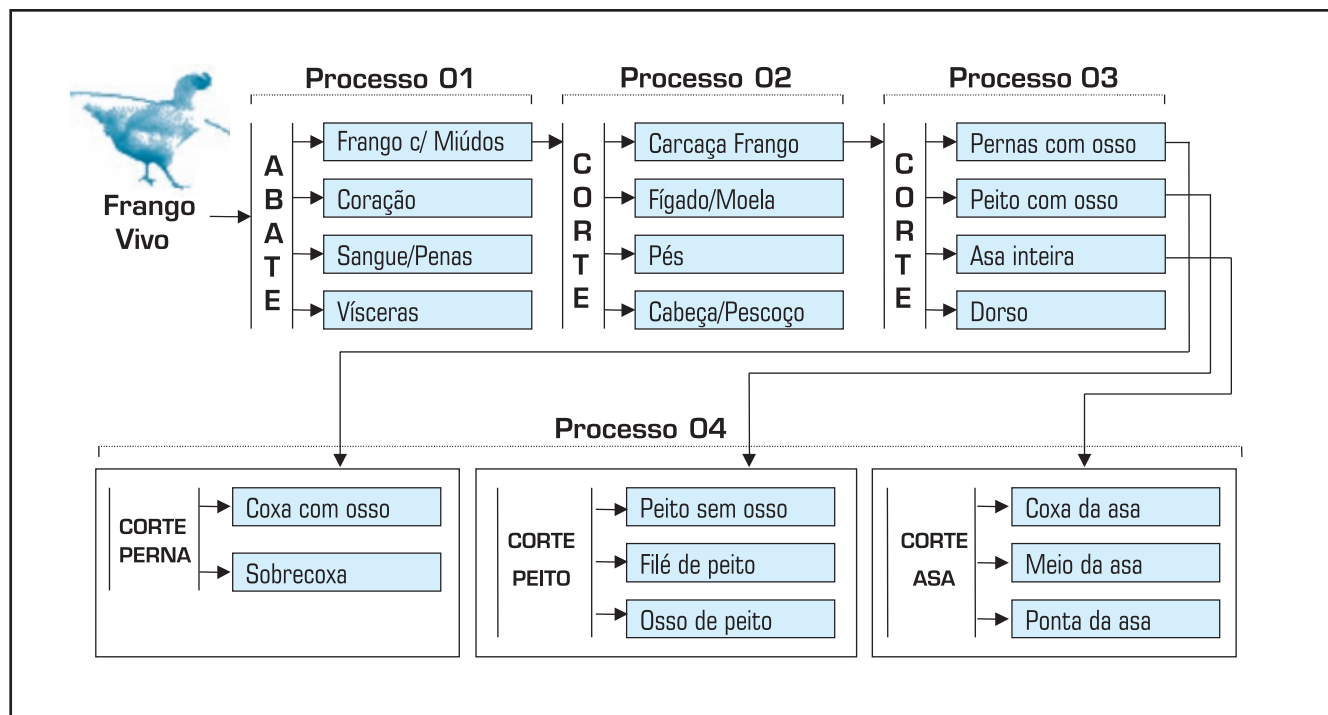 Processo 01
Processo 02
Processo 03
Frango
Vivo
ABATE
Frango c/ Miúdos
Coração
Sangue/Penas
Vísceras
CORTE
Carcaça Frango
Fígado/Moela
Pés
Cabeça/Pescoço
CORTE
Pernas com osso
Peito com osso
Asa inteira
Dorso
Processo 04
CORTE
PERNA
Coxa com osso
Sobrecoxa
CORTE
PEITO
Peito sem osso
Filé de peito
Osso de peito
CORTE
ASA
Coxa da asa
Meio da asa
Ponta da asa